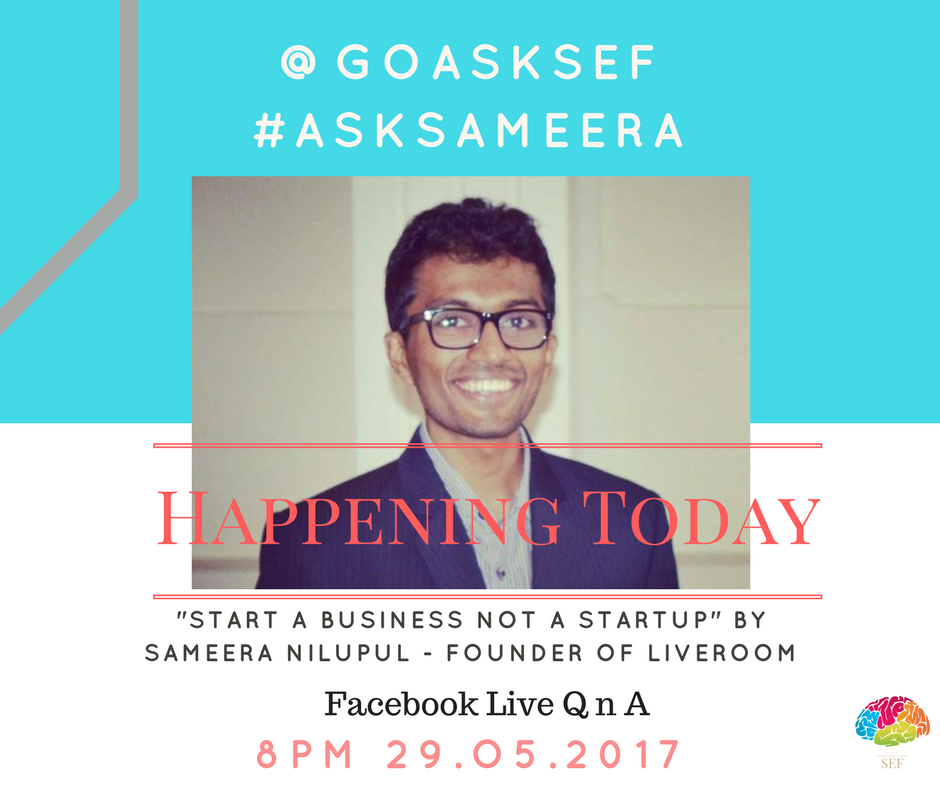 @GOASKSEF
#ASKSAMEERA
HAPPENING TODAY
"START A BUSINESS NOT A STARTUP" BY
SAMEERA NILUPUL - FOUNDER OF LIVEROOM
Facebook Live Q n A
8PM 29.05.2017
SEF